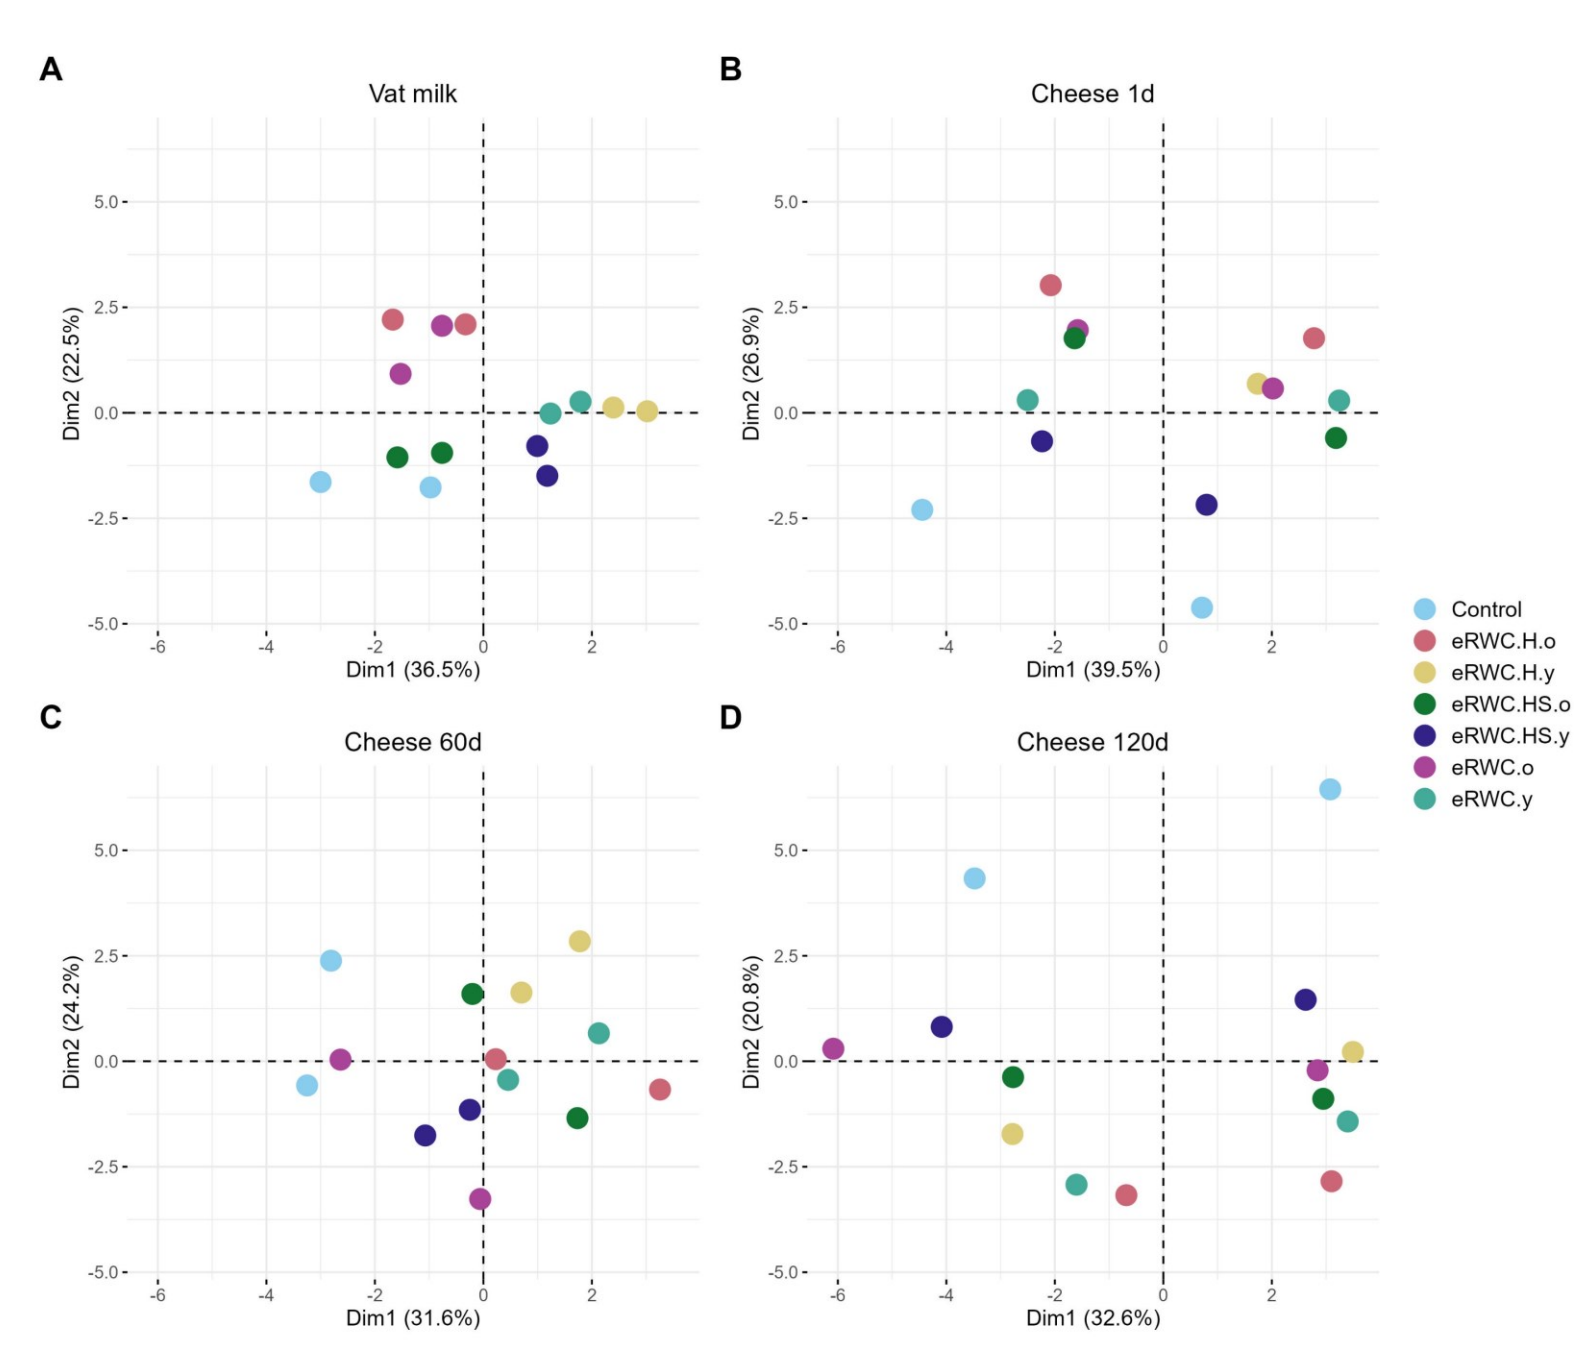 A
Vat milk
5.0
2.5
0.0
-2.5
-5.0
Dim2 (22.5%)
-6 -4 -2 0 2
Dim1 (36.5%)
B
Cheese 1d
5.0
2.5
0.0
-2.5
-5.0
Dim2 (26.9%)
-6 -4 -2 0 2
Dim1 (39.5%)
C
Cheese 60d
5.0
2.5
0.0
-2.5
-5.0
Dim2 (24.2%)
-6 -4 -2 0 2
Dim1 (31.6%)
D
Cheese 120d
5.0
2.5
0.0
-2.5
-5.0
Dim2 (20.8%)
-6 -4 -2 0 2
Dim1 (32.6%)
Control
eRWC.H.o
eRWC.H.y
eRWC.HS.o
eRWC.HS.y
eRWC.o
eRWC.y